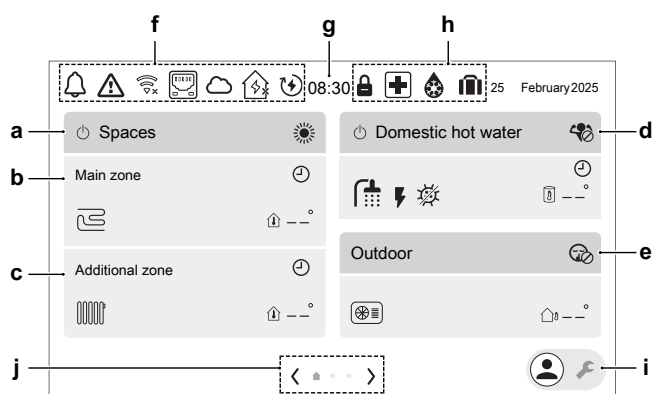 f g h
08:30 25 February 2025
a Spaces Domestic hot water d
b Main zone
-- ° -- °
c Additional zone Outdoor e
-- ° -- °
j i